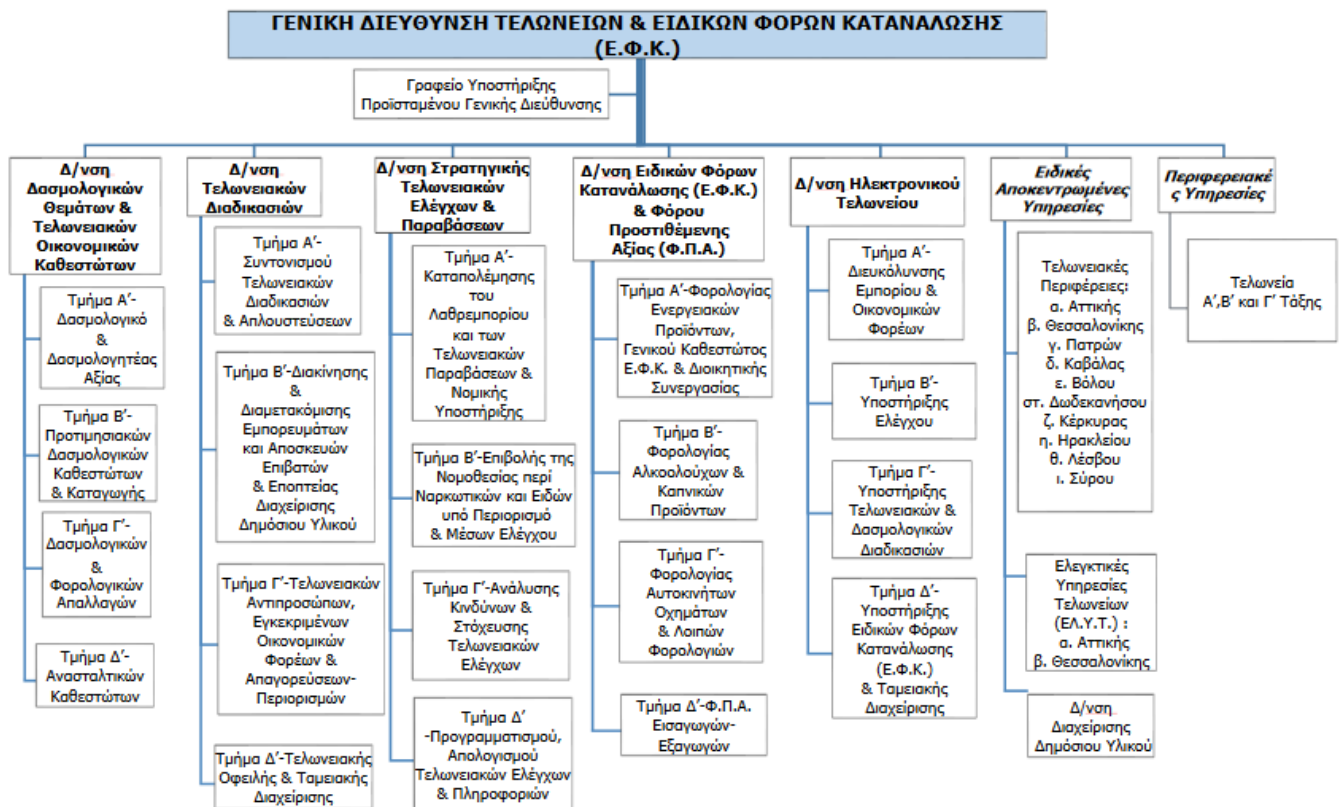 ΓΕΝΙΚΗ ΔΙΕΥΘΥΝΣΗ ΤΕΛΩΝΕΙΩΝ & ΕΙΔΙΚΩΝ ΦΟΡΩΝ ΚΑΤΑΝΑΛΩΣΗΣ
(Ε.Φ.Κ.)
Γραφείο Υποστήριξης
Προϊσταμένου Γενικής Διεύθυνσης
Δ/νση
Δασμολογικών
Θεμάτων &
Τελωνειακών
Οικονομικών
Καθεστώτων
Τμήμα Α’-
Δασμολογικό
&
Δασμολογητέας
Αξίας
Τμήμα Β’-
Προτιμησιακών
Δασμολογικών
Καθεστώτων
& Καταγωγής
Τμήμα Γ’-
Δασμολογικών
&
Φορολογικών
Απαλλαγών
Τμήμα Δ’-
Ανασταλτικών
Καθεστώτων
Δ/νση
Τελωνειακών
Διαδικασιών
Τμήμα Α’-
Συντονισμού
Τελωνειακών
Διαδικασιών
& Απλουστεύσεων
Τμήμα Β’-Διακίνησης
&
Διαμετακόμισης
Εμπορευμάτων
και Αποσκευών
Επιβατών
& Εποπτείας
Διαχείρισης
Δημόσιου Υλικού
Τμήμα Γ’-Τελωνειακών
Αντιπροσώπων,
Εγκεκριμένων
Οικονομικών
Φορέων &
Απαγορεύσεων-
Περιορισμών
Τμήμα Δ’-Τελωνειακής
Οφειλής & Ταμειακής
Διαχείρισης
Δ/νση Στρατηγικής
Τελωνειακών
Ελέγχων &
Παραβάσεων
Τμήμα Α’-
Καταπολέμησης
του
Λαθρεμπορίου
και των
Τελωνειακών
Παραβάσεων &
Νομικής
Υποστήριξης
Τμήμα Β’-Επιβολής της
Νομοθεσίας περί
Ναρκωτικών και Ειδών
υπό Περιορισμό
& Μέσων Ελέγχου
Τμήμα Γ’-Ανάλυσης
Κινδύνων &
Στόχευσης
Τελωνειακών
Ελέγχων
Τμήμα Δ’
-Προγραμματισμού,
Απολογισμού
Τελωνειακών Ελέγχων
& Πληροφοριών
Δ/νση Ειδικών Φόρων
Κατανάλωσης (Ε.Φ.Κ.)
& Φόρου
Προστιθέμενης
Αξίας (Φ.Π.Α.)
Τμήμα Α’-Φορολογίας
Ενεργειακών
Προϊόντων,
Γενικού Καθεστώτος
Ε.Φ.Κ. & Διοικητικής
Συνεργασίας
Τμήμα Β’-
Φορολογίας
Αλκοολούχων &
Καπνικών
Προϊόντων
Τμήμα Γ’-
Φορολογίας
Αυτοκινήτων
Οχημάτων
& Λοιπών
Φορολογιών
Τμήμα Δ’-Φ.Π.Α.
Εισαγωγών-
Εξαγωγών
Δ/νση Ηλεκτρονικού
Τελωνείου
Τμήμα Α’-
Διευκόλυνσης
Εμπορίου &
Οικονομικών
Φορέων
Τμήμα Β’-
Υποστήριξης
Ελέγχου
Τμήμα Γ’-
Υποστήριξης
Τελωνειακών &
Δασμολογικών
Διαδικασιών
Τμήμα Δ’-
Υποστήριξης
Ειδικών Φόρων
Κατανάλωσης
(Ε.Φ.Κ.)
& Ταμειακής
Διαχείρισης
Ειδικές
Αποκεντρωμένες
Υπηρεσίες
Τελωνειακές
Περιφέρειες:
α. Αττικής
β. Θεσσαλονίκης
γ. Πατρών
δ. Καβάλας
ε. Βόλου
στ. Δωδεκανήσου
ζ. Κέρκυρας
η. Ηρακλείου
θ. Λέσβου
ι. Σύρου
Ελεγκτικές
Υπηρεσίες
Τελωνείων
(ΕΛ.Υ.Τ.) :
α. Αττικής
β. Θεσσαλονίκης
Δ/νση
Διαχείρισης
Δημόσιου Υλικού
Περιφερειακέ
ς Υπηρεσίες
Τελωνεία
Α’,Β’ και Γ’ Τάξης